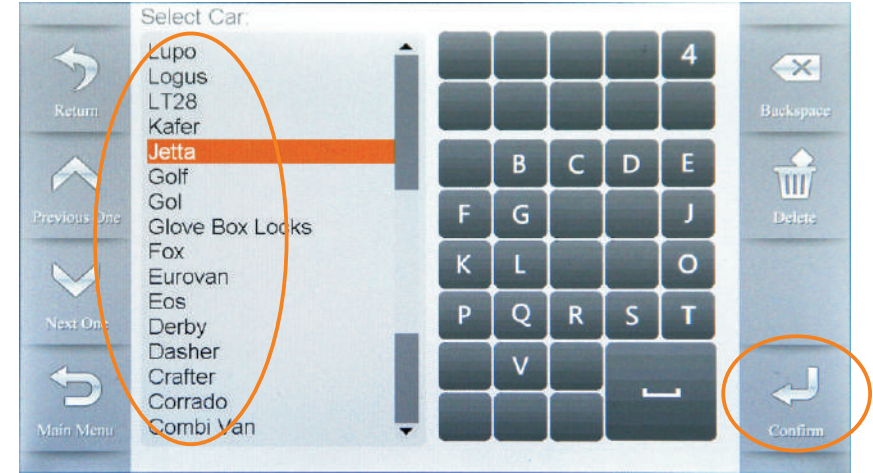 Select Car:
Return
Previous One
Next One
Main Menu
Lupo
Logus
LT28
Kafer
Jetta
Golf
Gol
Glove Box Locks
Fox
Eurovan
Eos
Derby
Dasher
Crafter
Corrado
Combi Van
4
B C D E
F G J
K L O
P Q R S T
V
Backspace
Delete
Confirm